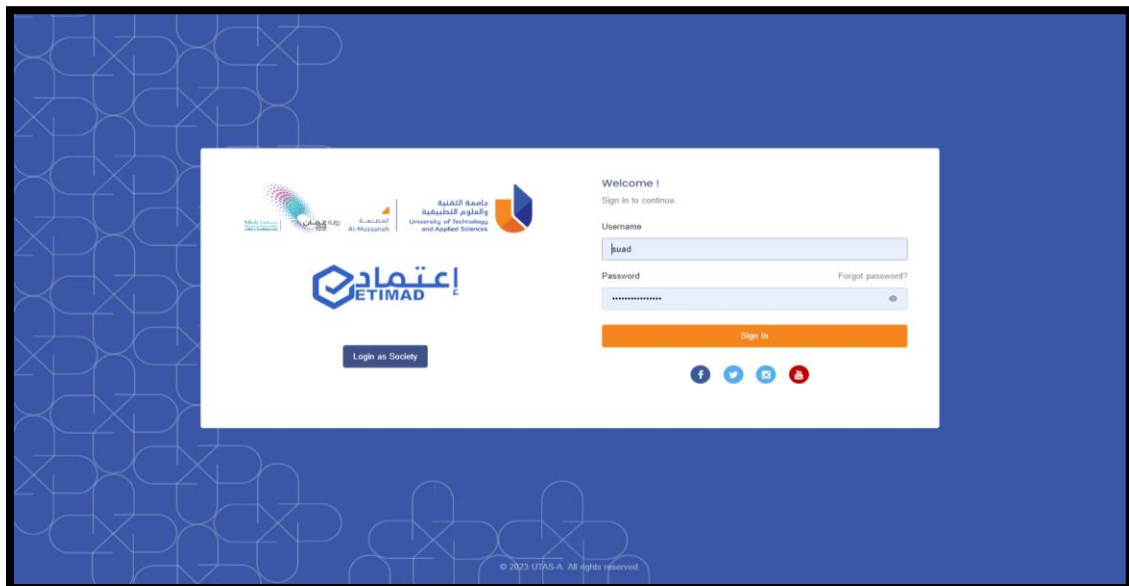 جامعة التقنية
والعلوم التطبيقية
University of Technology
and Applied Sciences
المصنعة
Al-Mussanah
إعتماد
ETIMAD
Login as Society
Welcome !
Sign in to continue.
Username
suad
Password
Forgot password?
Sign In
© 2023 UTAS-A. All rights reserved.